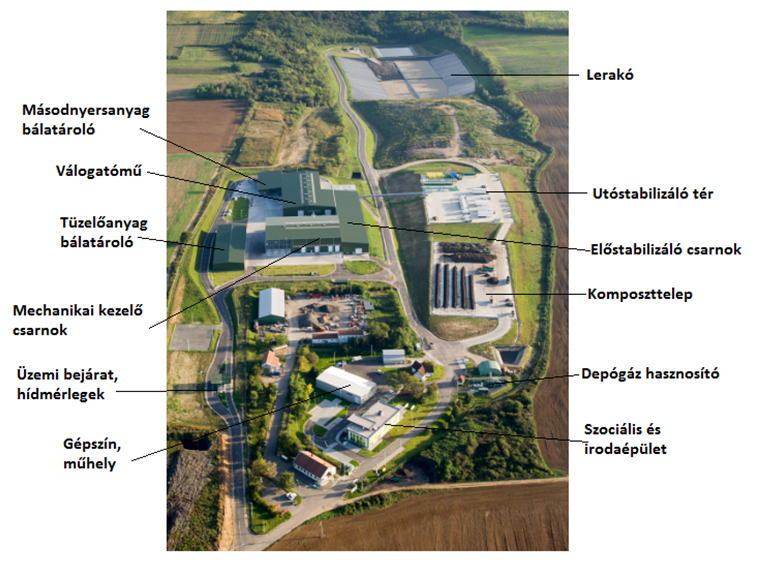 Lerakó
Másodnyersanyag
bálatároló
Válogatómű
Utóstabilizáló tér
Tüzelőanyag
bálatároló
Előstabilizáló csarnok
Komposzttelep
Mechanikai kezelő
csarnok
Üzemi bejárat,
hídmérlegek
Depógáz hasznosító
Gépszín,
műhely
Szociális és
irodaépület